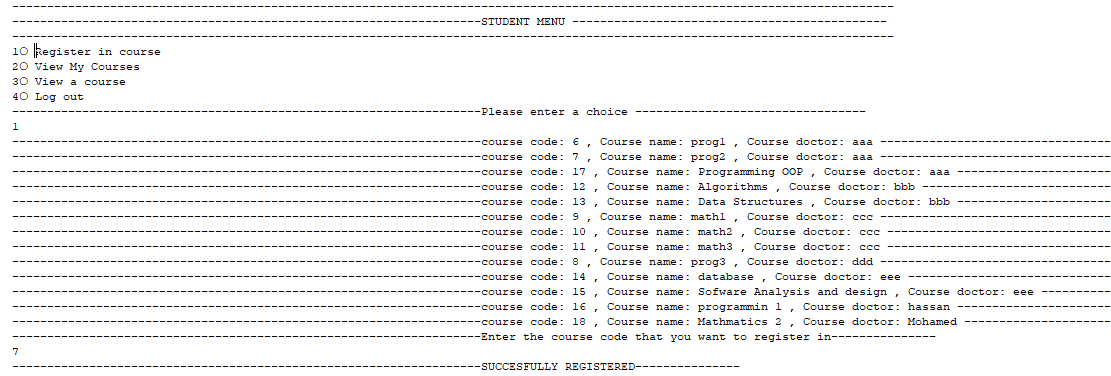 STUDENT MENU
1○ Register in course
2○ View My Courses
3○ View a course
4○ Log out
Please enter a choice
1
course code: 6 , Course name: prog1 , Course doctor: aaa
course code: 7 , Course name: prog2 , Course doctor: aaa
course code: 17 , Course name: Programming OOP , Course doctor: aaa
course code: 12 , Course name: Algorithms , Course doctor: bbb
course code: 13 , Course name: Data Structures , Course doctor: bbb
course code: 9 , Course name: math1 , Course doctor: ccc
course code: 10 , Course name: math2 , Course doctor: ccc
course code: 11 , Course name: math3 , Course doctor: ccc
course code: 8 , Course name: prog3 , Course doctor: ddd
course code: 14 , Course name: database , Course doctor: eee
course code: 15 , Course name: Sofware Analysis and design , Course doctor: eee
course code: 16 , Course name: programmin 1 , Course doctor: hassan
course code: 18 , Course name: Mathmatics 2 , Course doctor: Mohamed
Enter the course code that you want to register in
7
SUCCESFULLY REGISTERED